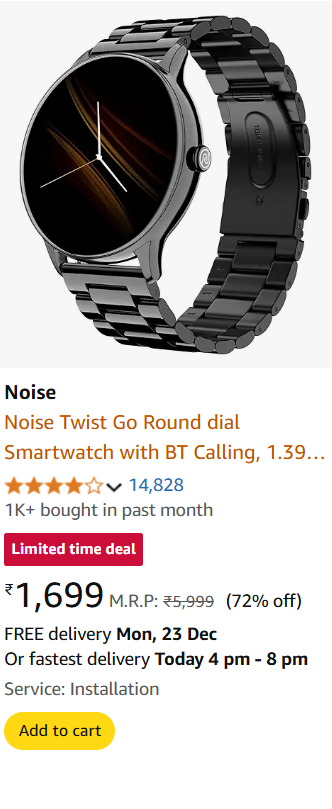 Noise
Noise Twist Go Round dial
Smartwatch with BT Calling, 1.39...
14,828
1K+ bought in past month
Limited time deal
₹1,699 M.R.P: ₹5,999 (72% off)
FREE delivery Mon, 23 Dec
Or fastest delivery Today 4 pm - 8 pm
Service: Installation
Add to cart